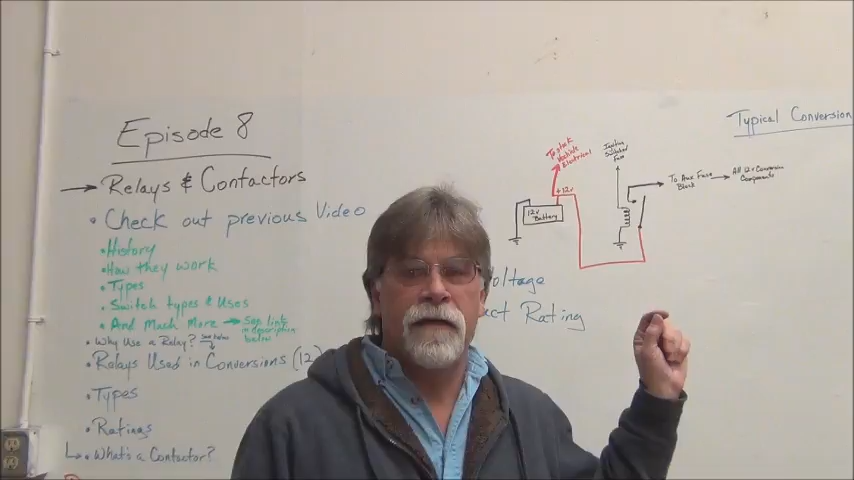 Episode 8
Relays & Contactors
Check out previous Video
History
How they work
Types
Switch types & Uses
And Much More → See link
in description
below
Why Use a Relay? See below
Relays Used in Conversions (12)
Types
Ratings
What's a Contactor?
Typical Conversion
To stock
Vehicle
Electrical
+12v
12v
Battery
Ignition
Switched
Fuse
To Aux Fuse
Block
All 12v Conversion
Components
Voltage
ct Rating